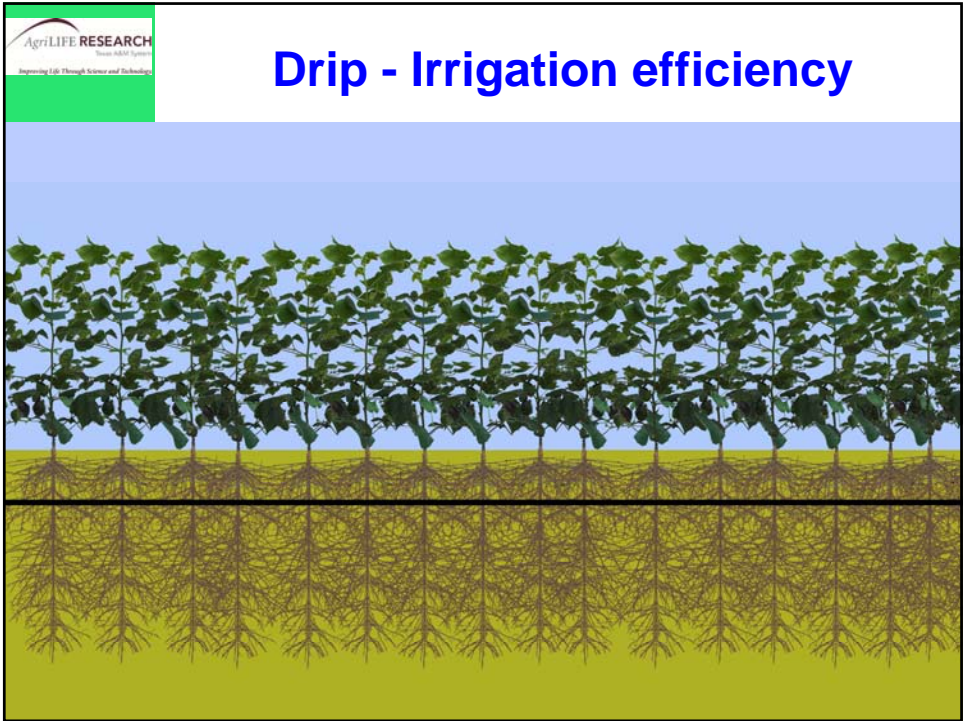 AgriLIFE RESEARCH
Texas A&M System
Improving Life Through Science and Technology
Drip - Irrigation efficiency